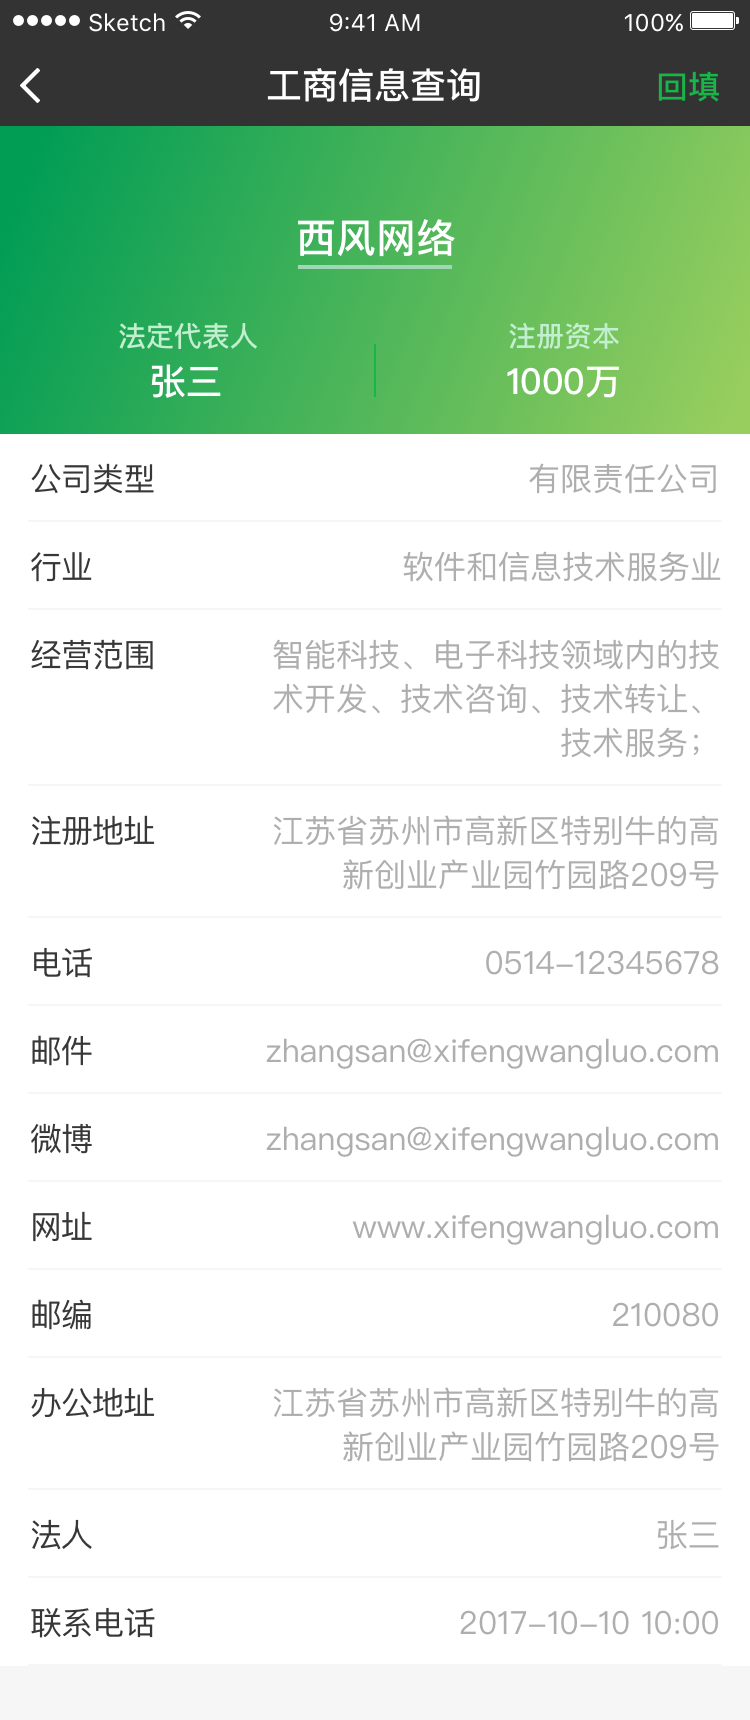 ●●●●● Sketch 9:41 AM 100%
工商信息查询 回填
西风网络
法定代表人 注册资本
张三 1000万
公司类型 有限责任公司
行业 软件和信息技术服务业
经营范围 智能科技、电子科技领域内的技
术开发、技术咨询、技术转让、
技术服务；
注册地址 江苏省苏州市高新区特别牛的高
新创业产业园竹园路209号
电话 0514-12345678
邮件 zhangsan@xifengwangluo.com
微博 zhangsan@xifengwangluo.com
网址 www.xifengwangluo.com
邮编 210080
办公地址 江苏省苏州市高新区特别牛的高
新创业产业园竹园路209号
法人 张三
联系电话 2017-10-10 10:00